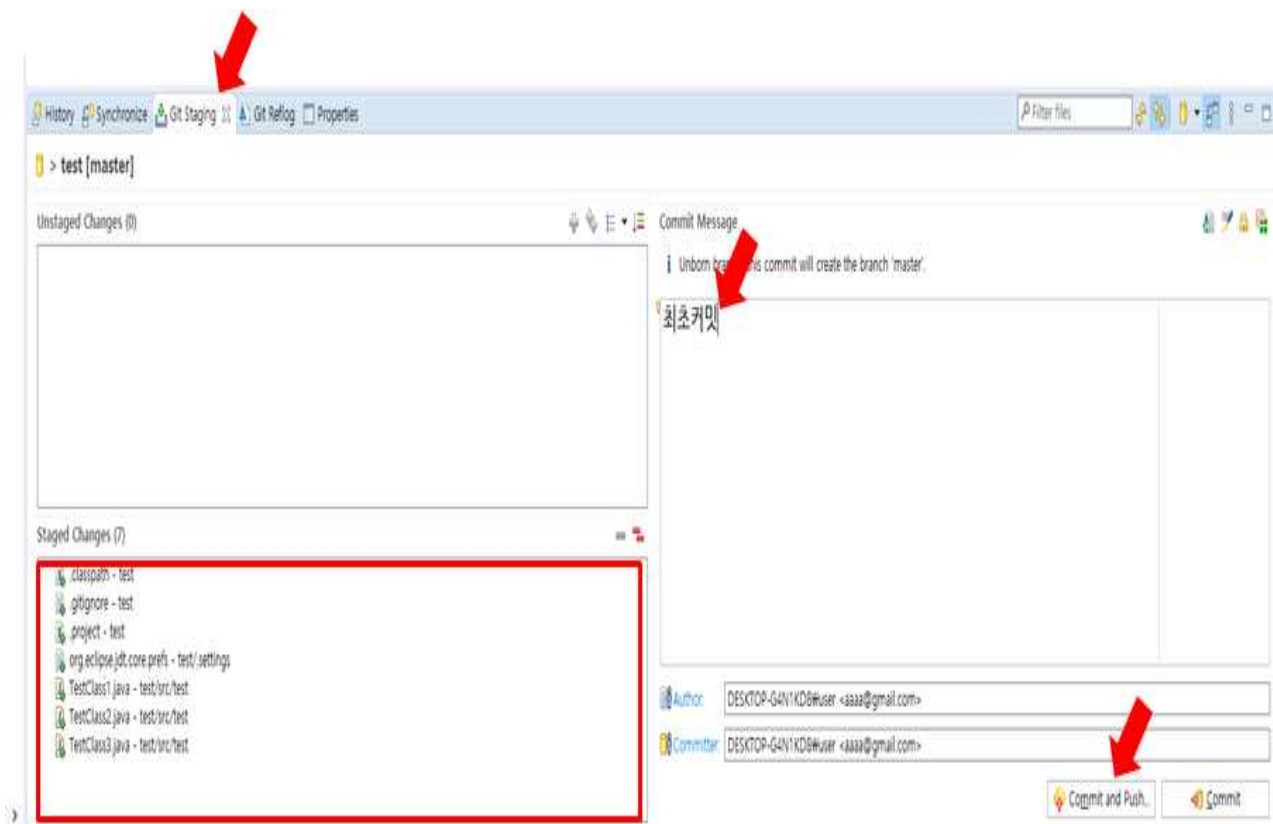 History Synchronize Git Staging Git Reflog Properties
Filter files
> test [master]
Unstaged Changes (0)
Commit Message
Unborn this commit will create the branch 'master'.
최초커밋
Staged Changes (7)
.classpath - test
.gitignore - test
.project - test
org.eclipse.jdt.core.prefs - test/.settings
TestClass1.java - test/src/test
TestClass2.java - test/src/test
TestClass3.java - test/src/test
Author: DESKTOP-G4N1KD8₩user <aaaa@gmail.com>
Committer: DESKTOP-G4N1KD8₩user <aaaa@gmail.com>
Commit and Push...
Commit